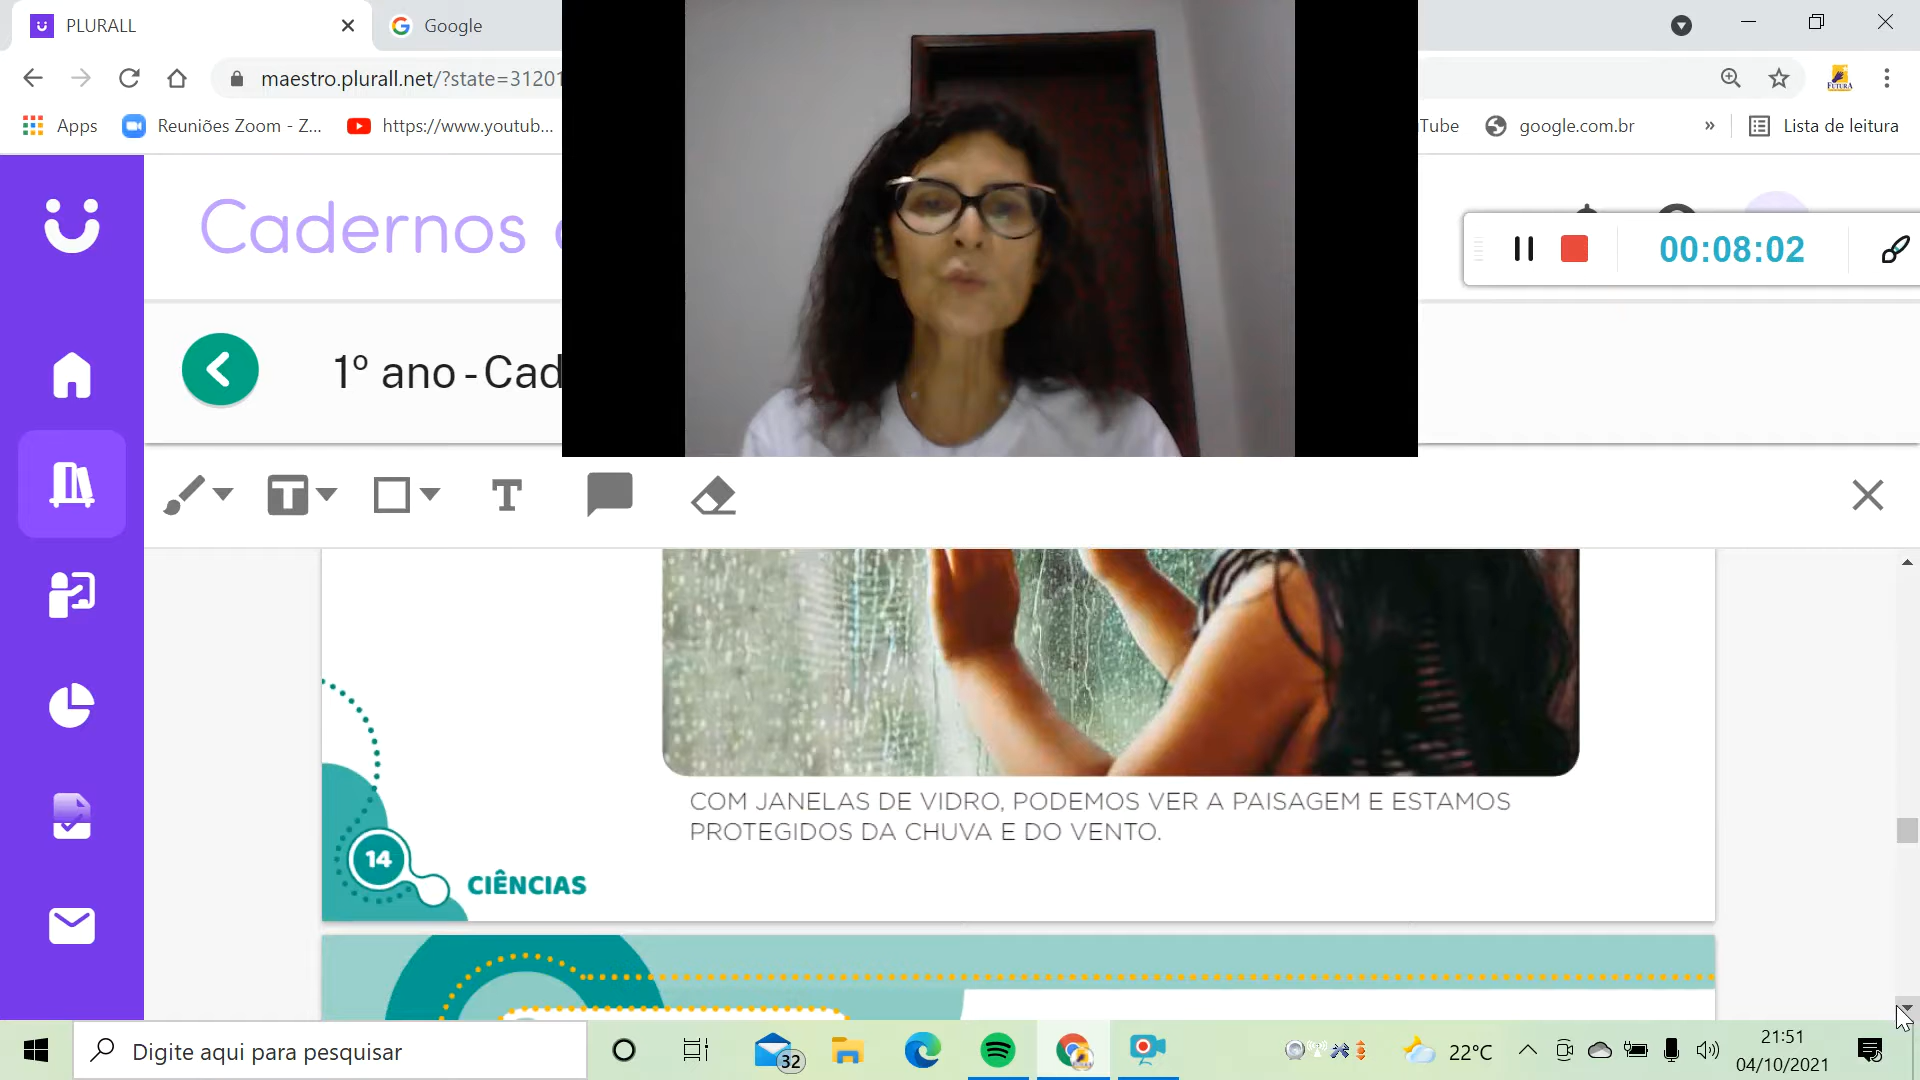 PLURALL
Google
maestro.plurall.net/?state=31201
Apps
Reuniões Zoom - Z...
https://www.youtub...
Tube
google.com.br
»
Lista de leitura
FUTURA
Cadernos
00:08:02
1º ano - Cad
COM JANELAS DE VIDRO, PODEMOS VER A PAISAGEM E ESTAMOS
PROTEGIDOS DA CHUVA E DO VENTO.
14
CIÊNCIAS
Digite aqui para pesquisar
32
22°C
21:51
04/10/2021